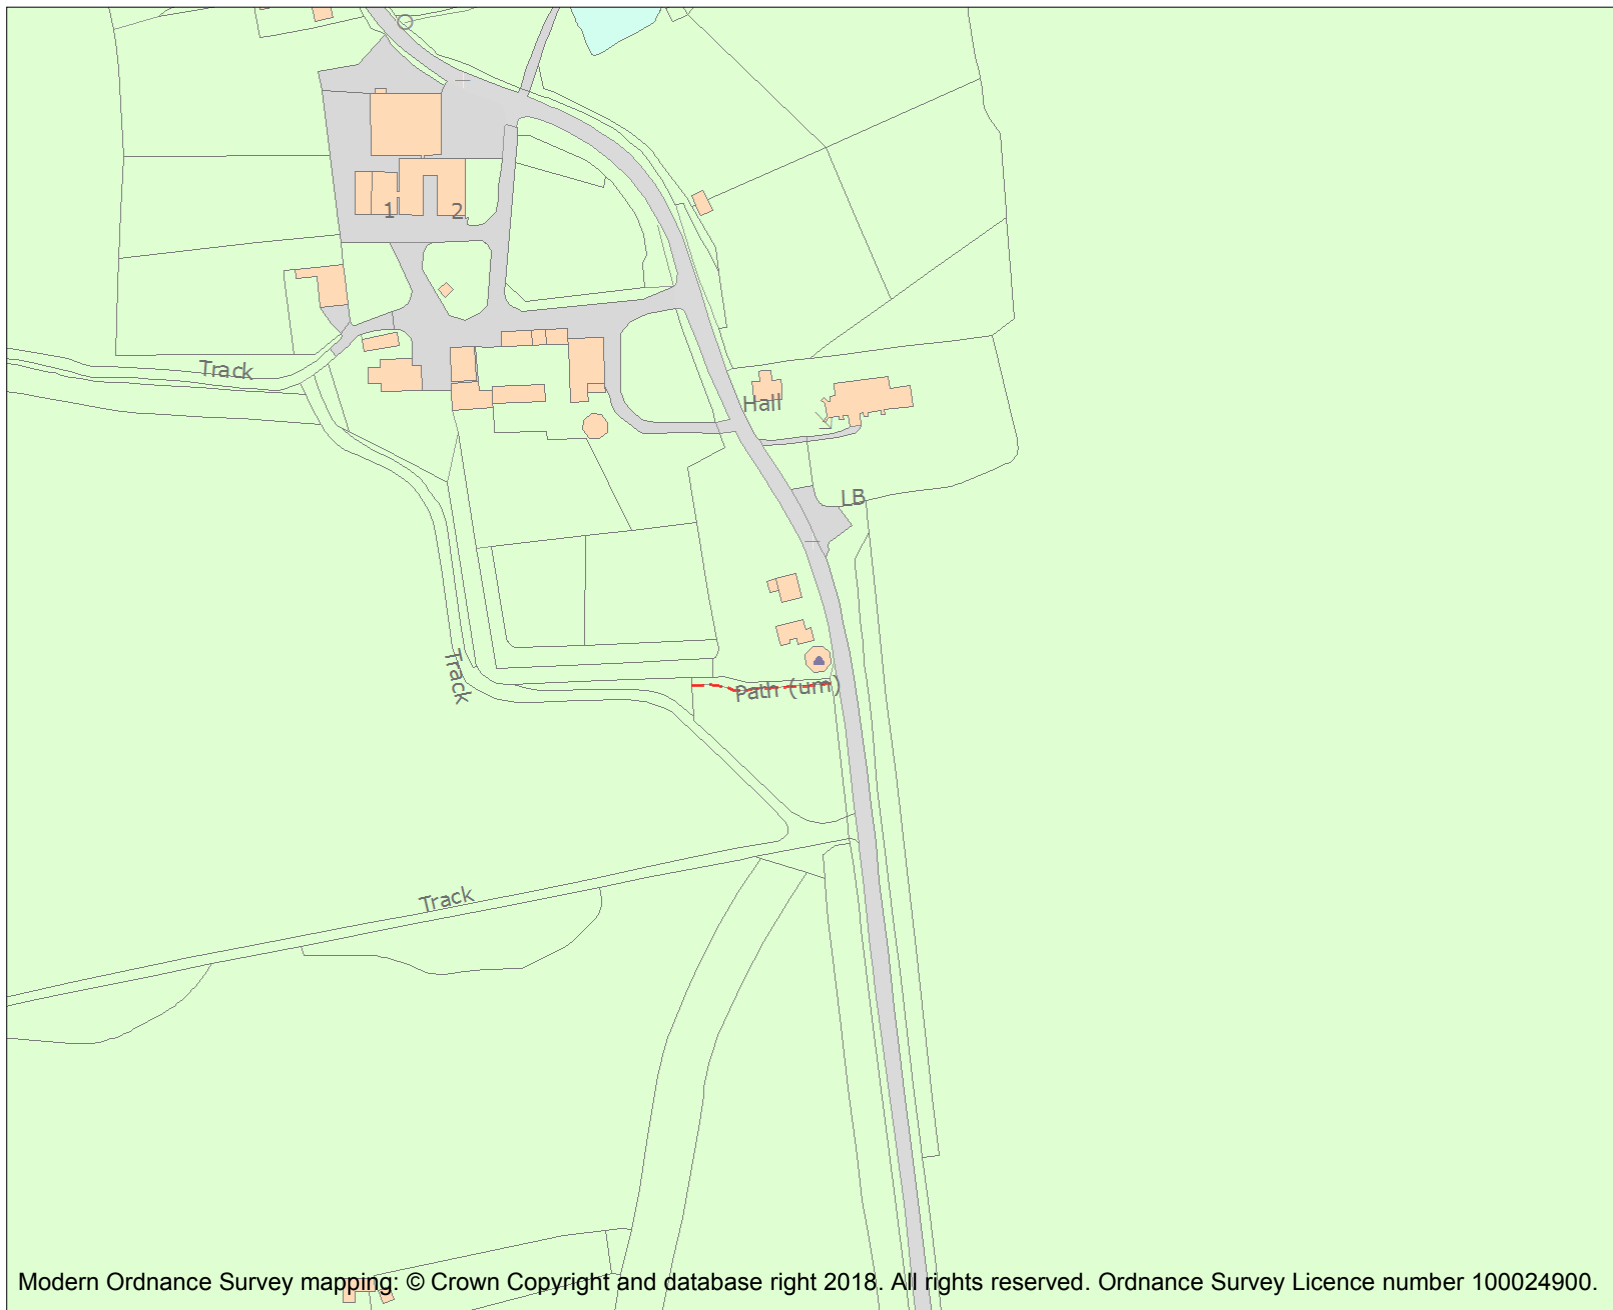 1
2
Track
Hall
LB
Track
Path (um)
Track
Modern Ordnance Survey mapping: © Crown Copyright and database right 2018. All rights reserved. Ordnance Survey Licence number 100024900.